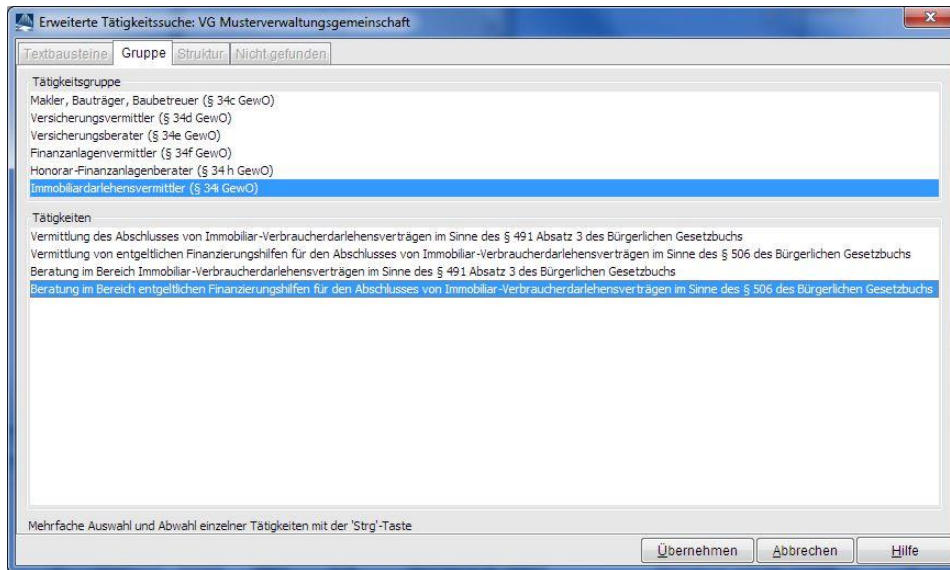 Erweiterte Tätigkeitssuche: VG Musterverwaltungsgemeinschaft
Textbausteine Gruppe Struktur Nicht gefunden
Tätigkeitsgruppe
Makler, Bauträger, Baubetreuer (§ 34c GewO)
Versicherungsvermittler (§ 34d GewO)
Versicherungsberater (§ 34e GewO)
Finanzanlagenvermittler (§ 34f GewO)
Honorar-Finanzanlagenberater (§ 34 h GewO)
Immobiliardarlehensvermittler (§ 34i GewO)
Tätigkeiten
Vermittlung des Abschlusses von Immobiliar-Verbraucherdarlehensverträgen im Sinne des § 491 Absatz 3 des Bürgerlichen Gesetzbuchs
Vermittlung von entgeltlichen Finanzierungshilfen für den Abschlusses von Immobiliar-Verbraucherdarlehensverträgen im Sinne des § 506 des Bürgerlichen Gesetzbuchs
Beratung im Bereich Immobiliar-Verbraucherdarlehensverträgen im Sinne des § 491 Absatz 3 des Bürgerlichen Gesetzbuchs
Beratung im Bereich entgeltlichen Finanzierungshilfen für den Abschlusses von Immobiliar-Verbraucherdarlehensverträgen im Sinne des § 506 des Bürgerlichen Gesetzbuchs
Mehrfache Auswahl und Abwahl einzelner Tätigkeiten mit der 'Strg'-Taste
Übernehmen Abbrechen Hilfe